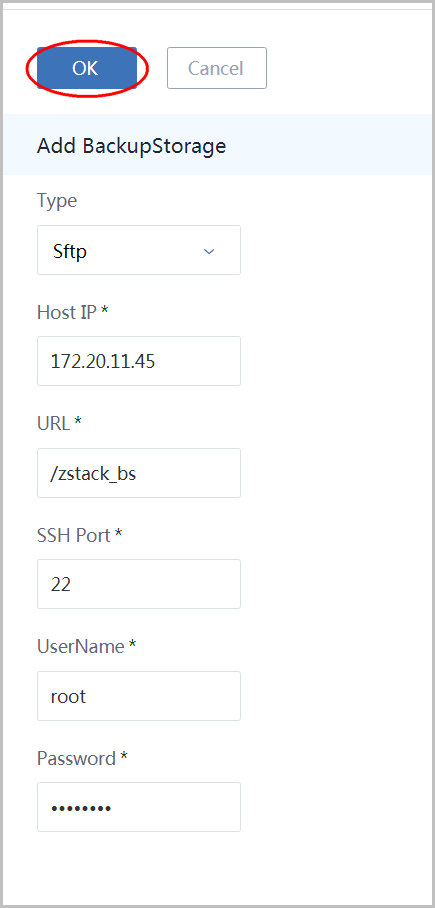 OK
Cancel
Add BackupStorage
Type
Sftp
Host IP *
172.20.11.45
URL *
/zstack_bs
SSH Port *
22
UserName *
root
Password *
••••••••